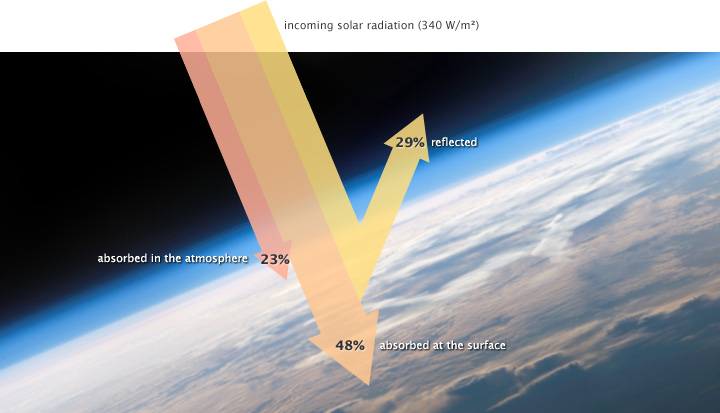 incoming solar radiation (340 W/m²)
29% reflected
absorbed in the atmosphere 23%
48% absorbed at the surface